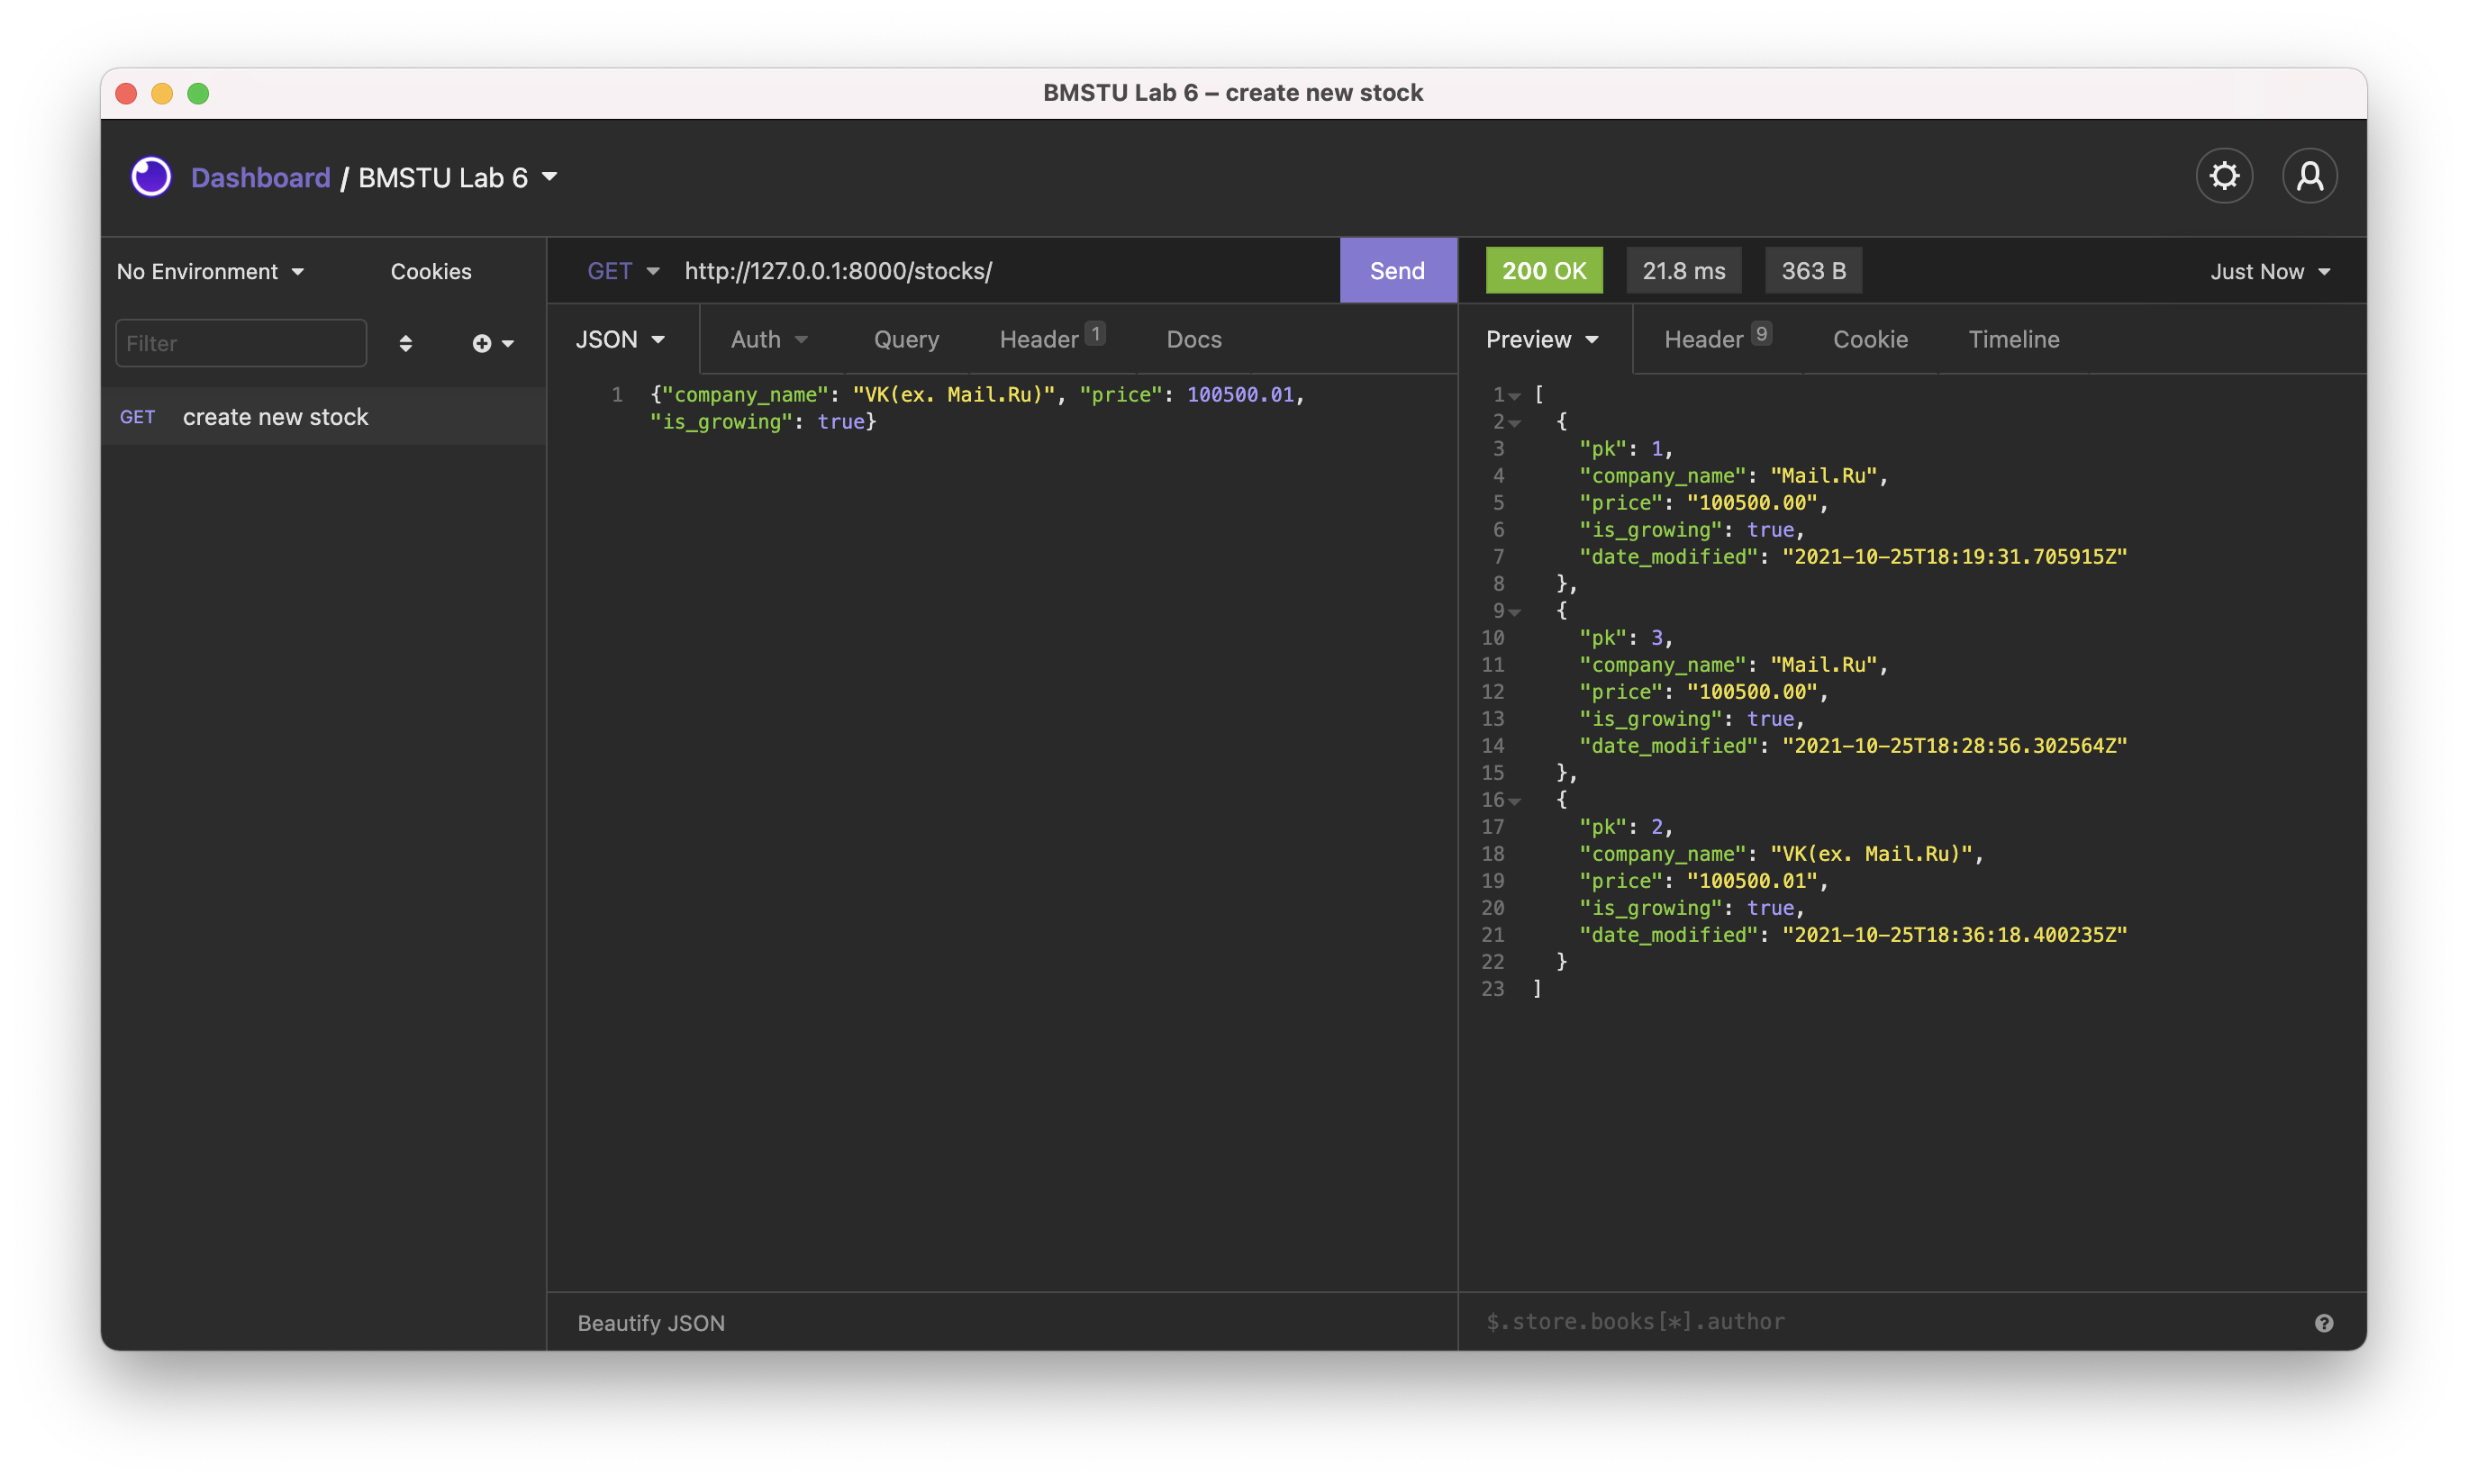 BMSTU Lab 6 – create new stock
Dashboard / BMSTU Lab 6
No Environment
Cookies
Filter
GET create new stock
GET http://127.0.0.1:8000/stocks/
Send
JSON Auth Query Header 1 Docs
1 {"company_name": "VK(ex. Mail.Ru)", "price": 100500.01,
"is_growing": true}
Beautify JSON
200 OK 21.8 ms 363 B Just Now
Preview Header 9 Cookie Timeline
1 [
2 {
3 "pk": 1,
4 "company_name": "Mail.Ru",
5 "price": "100500.00",
6 "is_growing": true,
7 "date_modified": "2021-10-25T18:19:31.705915Z"
8 },
9 {
10 "pk": 3,
11 "company_name": "Mail.Ru",
12 "price": "100500.00",
13 "is_growing": true,
14 "date_modified": "2021-10-25T18:28:56.302564Z"
15 },
16 {
17 "pk": 2,
18 "company_name": "VK(ex. Mail.Ru)",
19 "price": "100500.01",
20 "is_growing": true,
21 "date_modified": "2021-10-25T18:36:18.400235Z"
22 }
23 ]
$.store.books[*].author
?